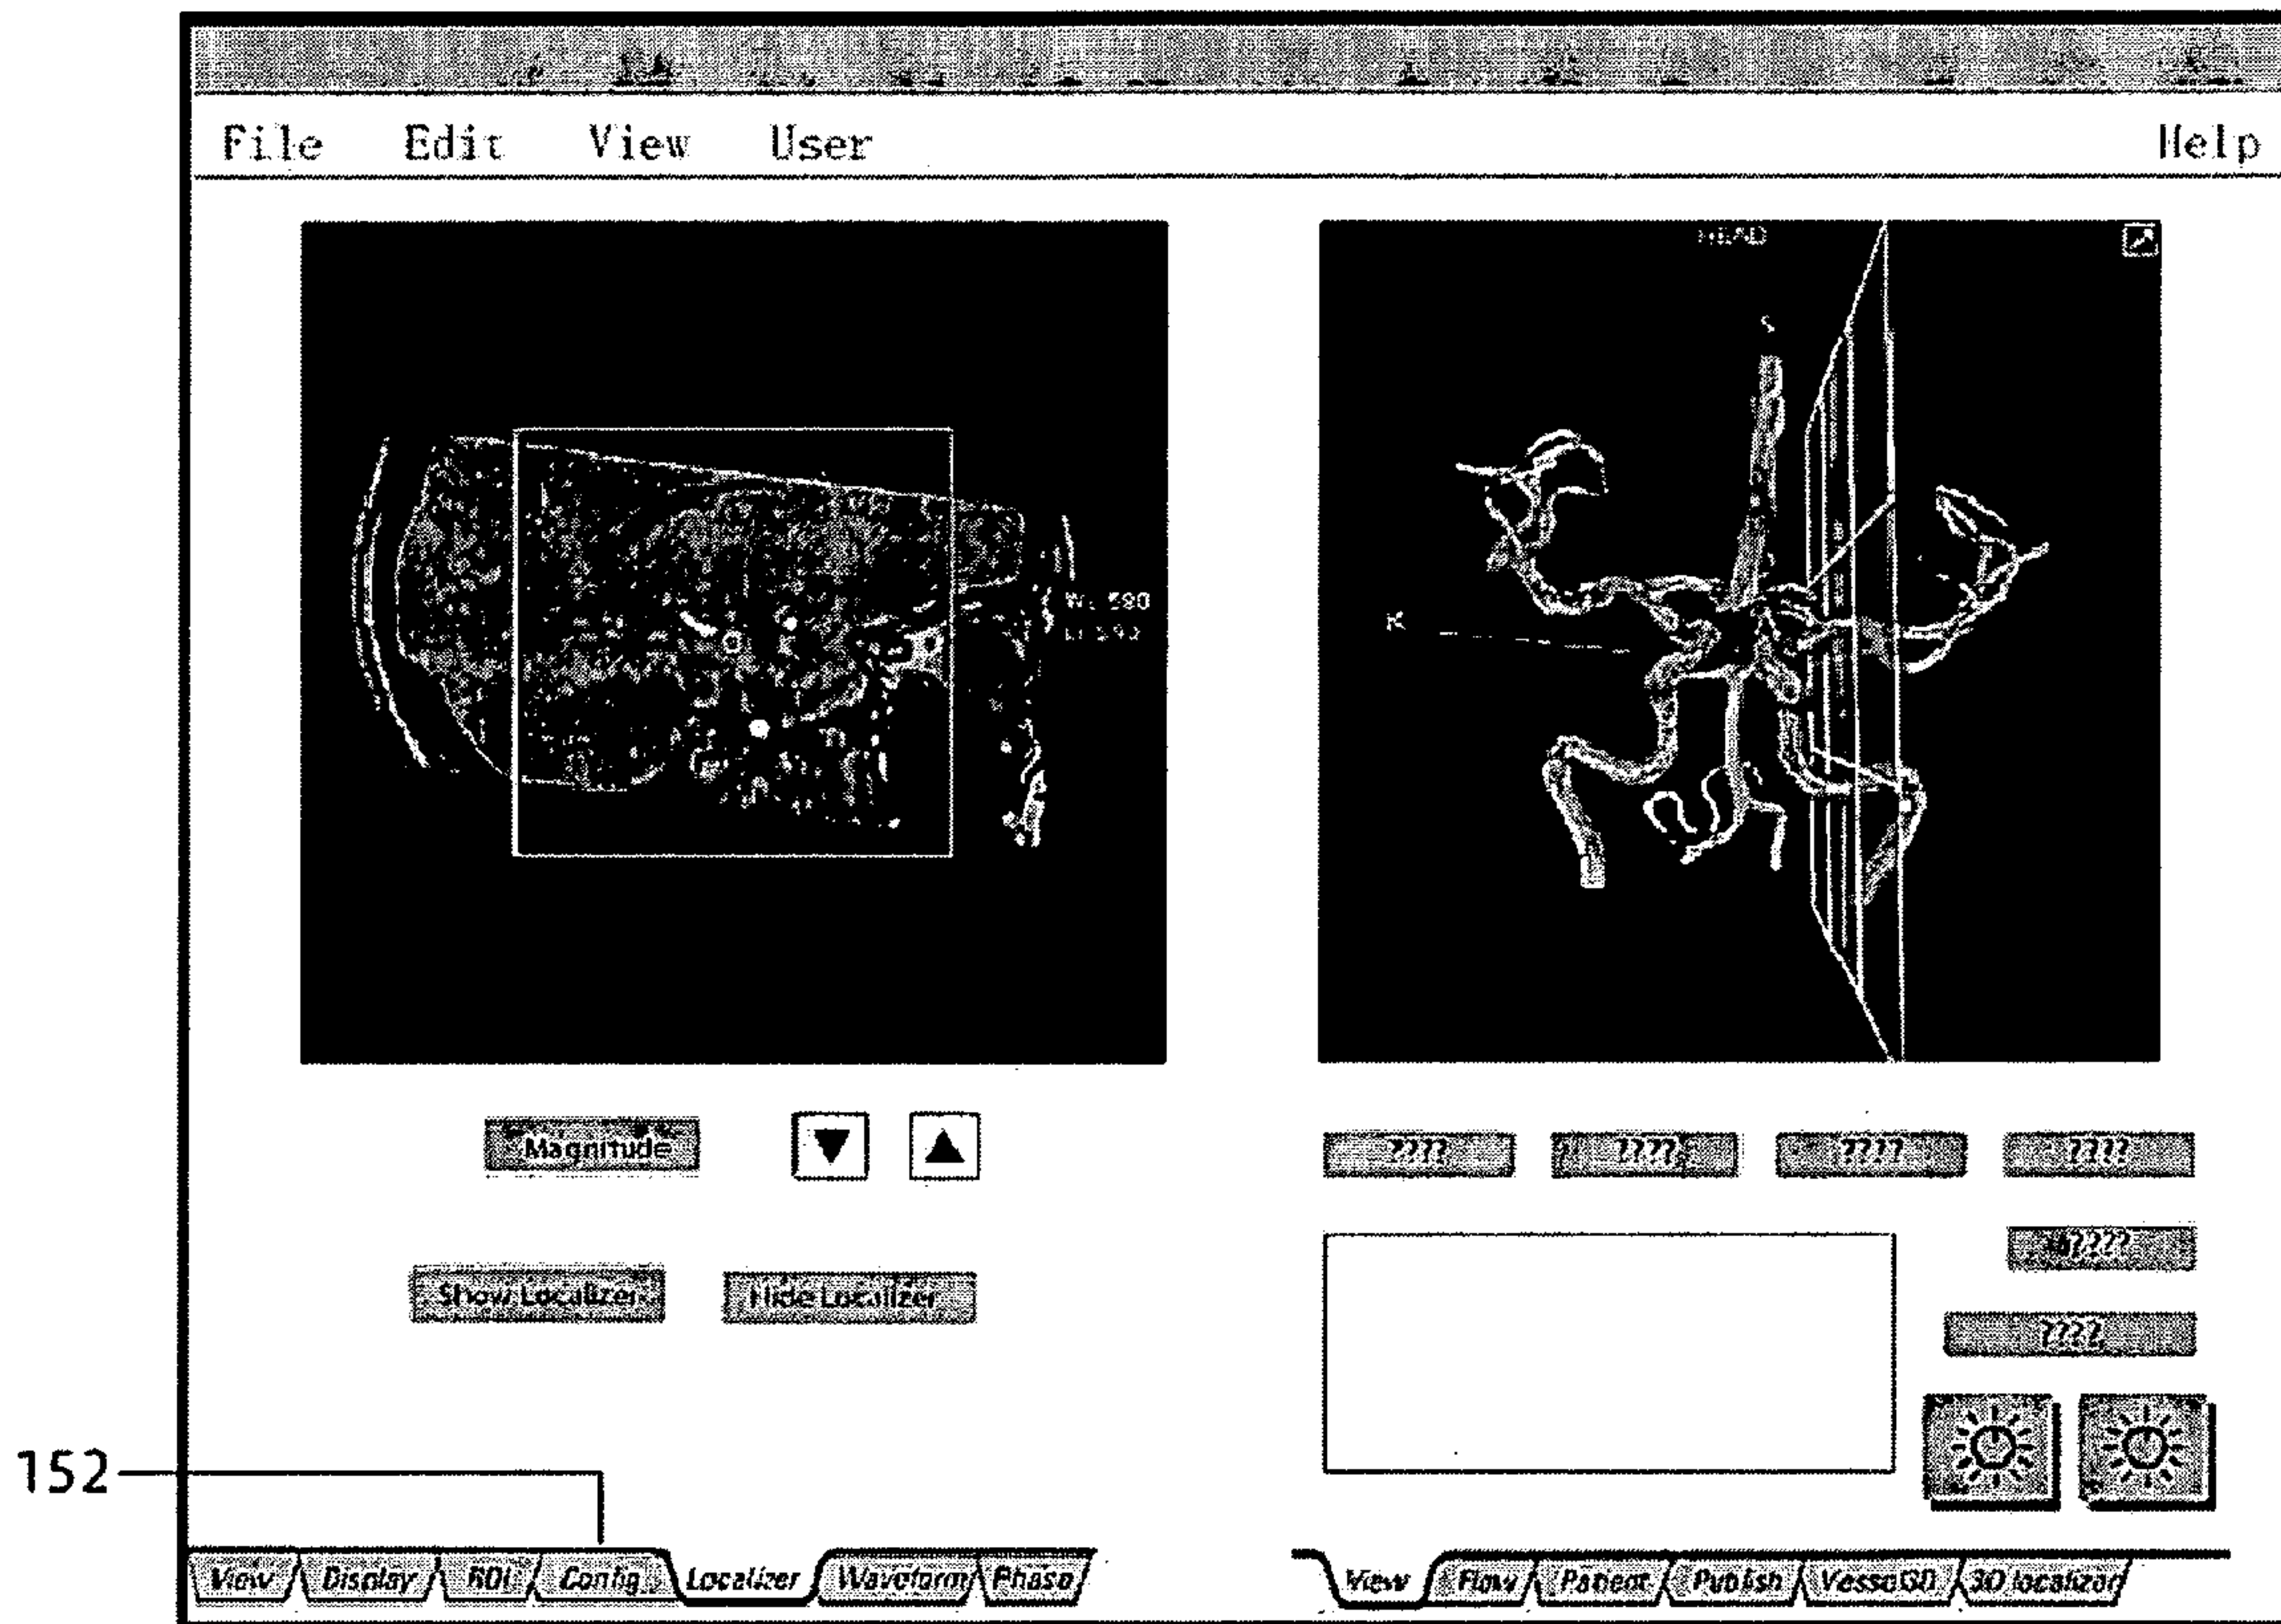 File Edit View User Help
HEAD
S
W: 590
R
Magnitude
???? ???? ???? ????
????
Show Localizer Hide Localizer
????
152
View Display ROI Config Localizer Waveform Phase
View Flow Patient Publish Vessel3D 3D localizer